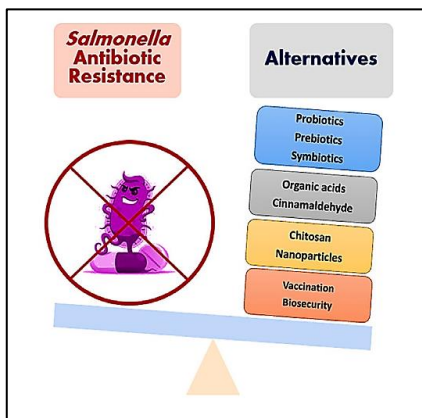 Salmonella
Antibiotic
Resistance
Alternatives
Probiotics
Prebiotics
Symbiotics
Organic acids
Cinnamaldehyde
Chitosan
Nanoparticles
Vaccination
Biosecurity